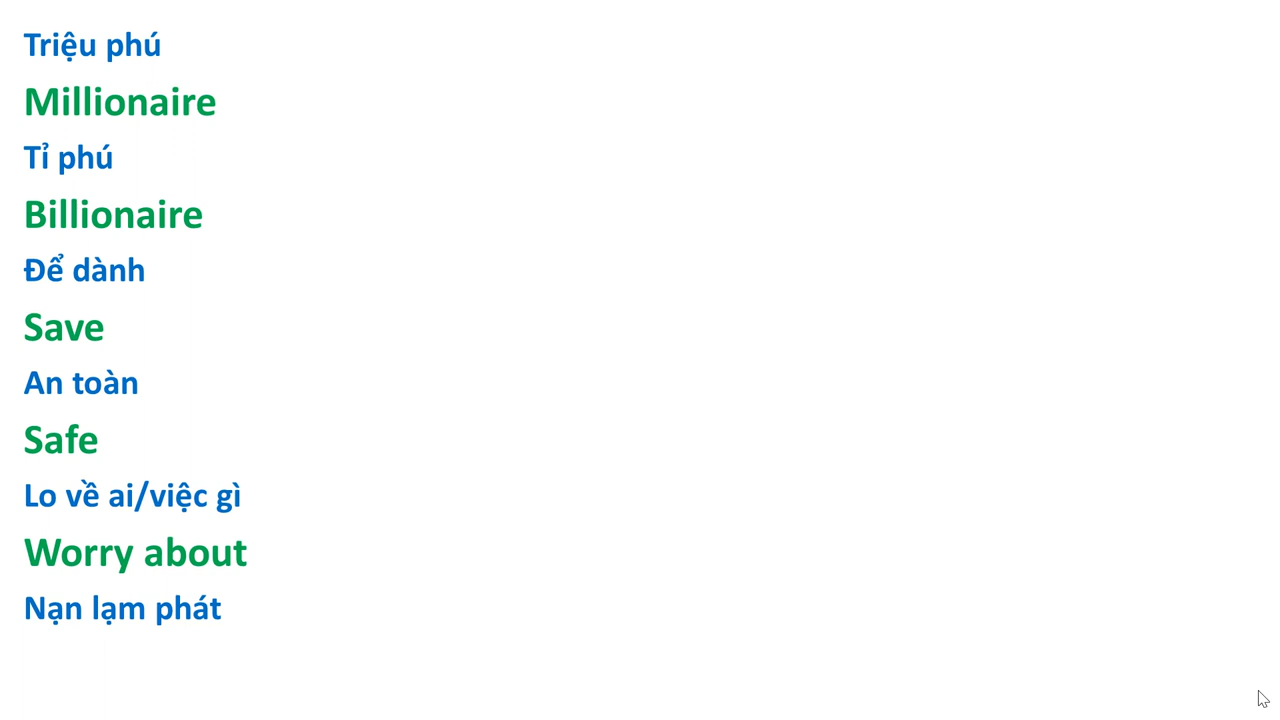 Triệu phú
Millionaire
Tỉ phú
Billionaire
Để dành
Save
An toàn
Safe
Lo về ai/việc gì
Worry about
Nạn lạm phát